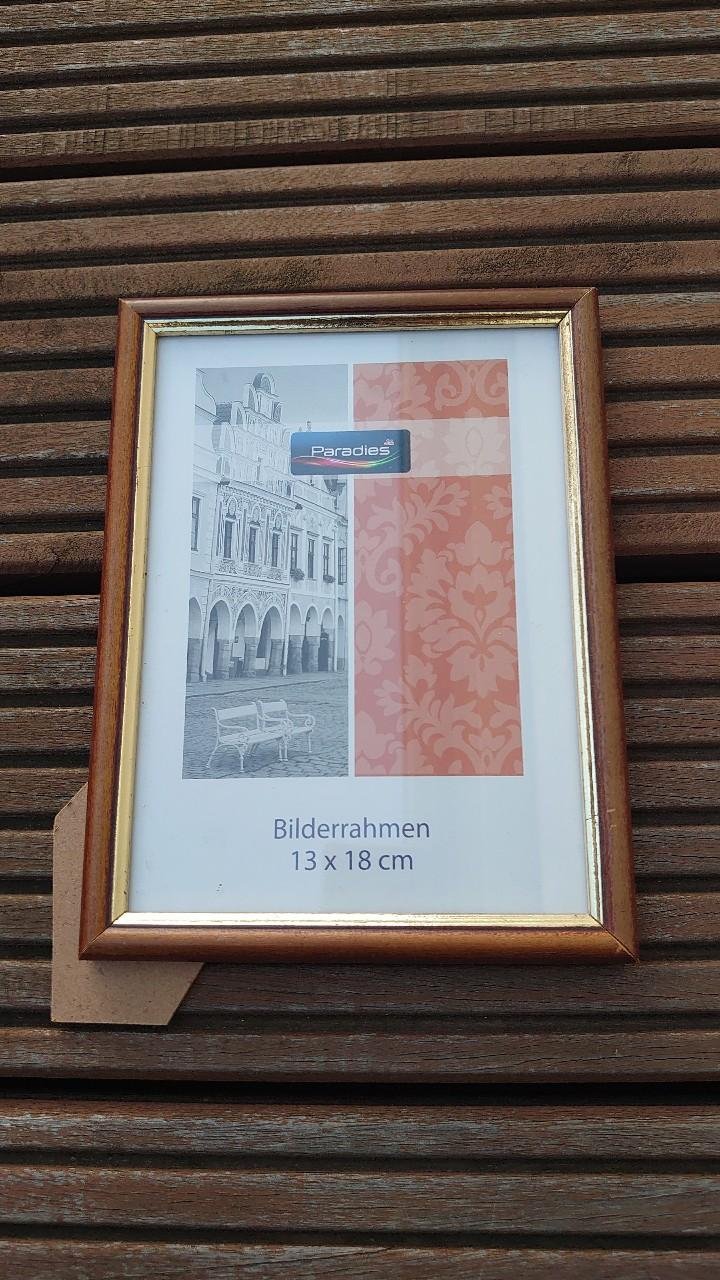 Paradies
Bilderrahmen
13 x 18 cm